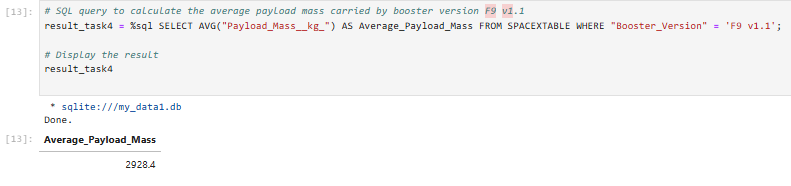 [13]: # SQL query to calculate the average payload mass carried by booster version F9 v1.1
result_task4 = %sql SELECT AVG("Payload_Mass__kg_") AS Average_Payload_Mass FROM SPACEXTABLE WHERE "Booster_Version" = 'F9 v1.1';
# Display the result
result_task4
* sqlite:///my_data1.db
Done.
[13]: Average_Payload_Mass
2928.4